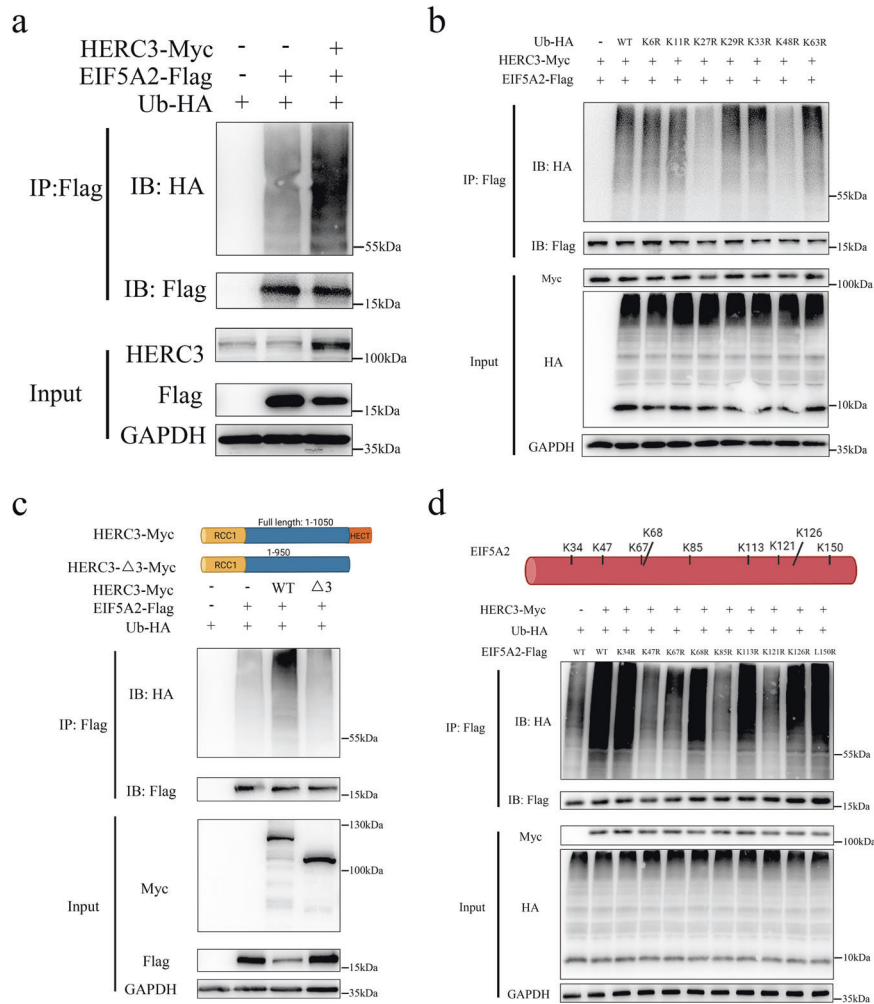 a
HERC3-Myc - - +
EIF5A2-Flag - + +
Ub-HA + + +
IP:Flag
IB: HA
55kDa
IB: Flag
15kDa
Input
HERC3
100kDa
Flag
15kDa
GAPDH
35kDa
b
Ub-HA - WT K6R K11R K27R K29R K33R K48R K63R
HERC3-Myc + + + + + + + + +
EIF5A2-Flag + + + + + + + + +
IP: Flag
IB: HA
55kDa
IB: Flag
15kDa
Input
Myc
100kDa
HA
10kDa
GAPDH
35kDa
c
HERC3-Myc
Full length: 1-1050
RCC1
HECT
HERC3-△3-Myc
1-950
RCC1
HERC3-Myc - - WT △3
EIF5A2-Flag - + + +
Ub-HA + + + +
IP: Flag
IB: HA
55kDa
IB: Flag
15kDa
Input
130kDa
Myc
100kDa
Flag
15kDa
GAPDH
35kDa
d
EIF5A2
K34 K47 K67 K68 K85 K113 K121 K126 K150
HERC3-Myc - + + + + + + + + + +
Ub-HA + + + + + + + + + + +
EIF5A2-Flag WT WT K34R K47R K67R K68R K85R K113R K121R K126R L150R
IP: Flag
IB: HA
55kDa
IB: Flag
15kDa
Input
Myc
100kDa
HA
10kDa
GAPDH
35kDa